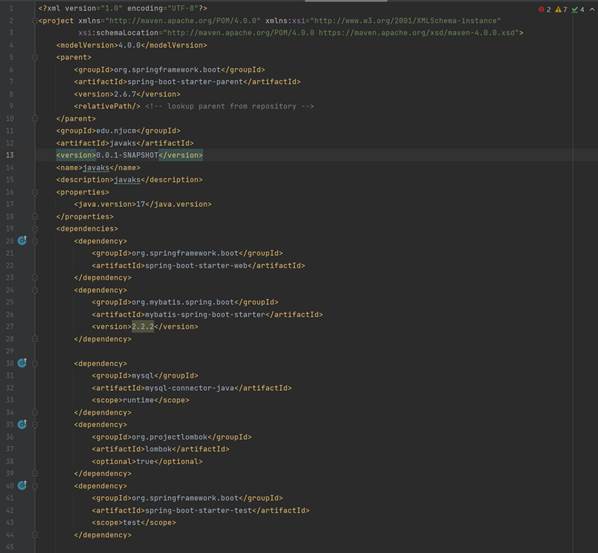 1 <?xml version="1.0" encoding="UTF-8"?>
2 7 4
2 <project xmlns="http://maven.apache.org/POM/4.0.0" xmlns:xsi="http://www.w3.org/2001/XMLSchema-instance"
3 xsi:schemaLocation="http://maven.apache.org/POM/4.0.0 https://maven.apache.org/xsd/maven-4.0.0.xsd">
4 <modelVersion>4.0.0</modelVersion>
5 <parent>
6 <groupId>org.springframework.boot</groupId>
7 <artifactId>spring-boot-starter-parent</artifactId>
8 <version>2.6.7</version>
9 <relativePath/> <!-- lookup parent from repository -->
10 </parent>
11 <groupId>edu.njucm</groupId>
12 <artifactId>javaks</artifactId>
13 <version>0.0.1-SNAPSHOT</version>
14 <name>javaks</name>
15 <description>javaks</description>
16 <properties>
17 <java.version>17</java.version>
18 </properties>
19 <dependencies>
20 <dependency>
21 <groupId>org.springframework.boot</groupId>
22 <artifactId>spring-boot-starter-web</artifactId>
23 </dependency>
24 <dependency>
25 <groupId>org.mybatis.spring.boot</groupId>
26 <artifactId>mybatis-spring-boot-starter</artifactId>
27 <version>2.2.2</version>
28 </dependency>
29
30 <dependency>
31 <groupId>mysql</groupId>
32 <artifactId>mysql-connector-java</artifactId>
33 <scope>runtime</scope>
34 </dependency>
35 <dependency>
36 <groupId>org.projectlombok</groupId>
37 <artifactId>lombok</artifactId>
38 <optional>true</optional>
39 </dependency>
40 <dependency>
41 <groupId>org.springframework.boot</groupId>
42 <artifactId>spring-boot-starter-test</artifactId>
43 <scope>test</scope>
44 </dependency>
45